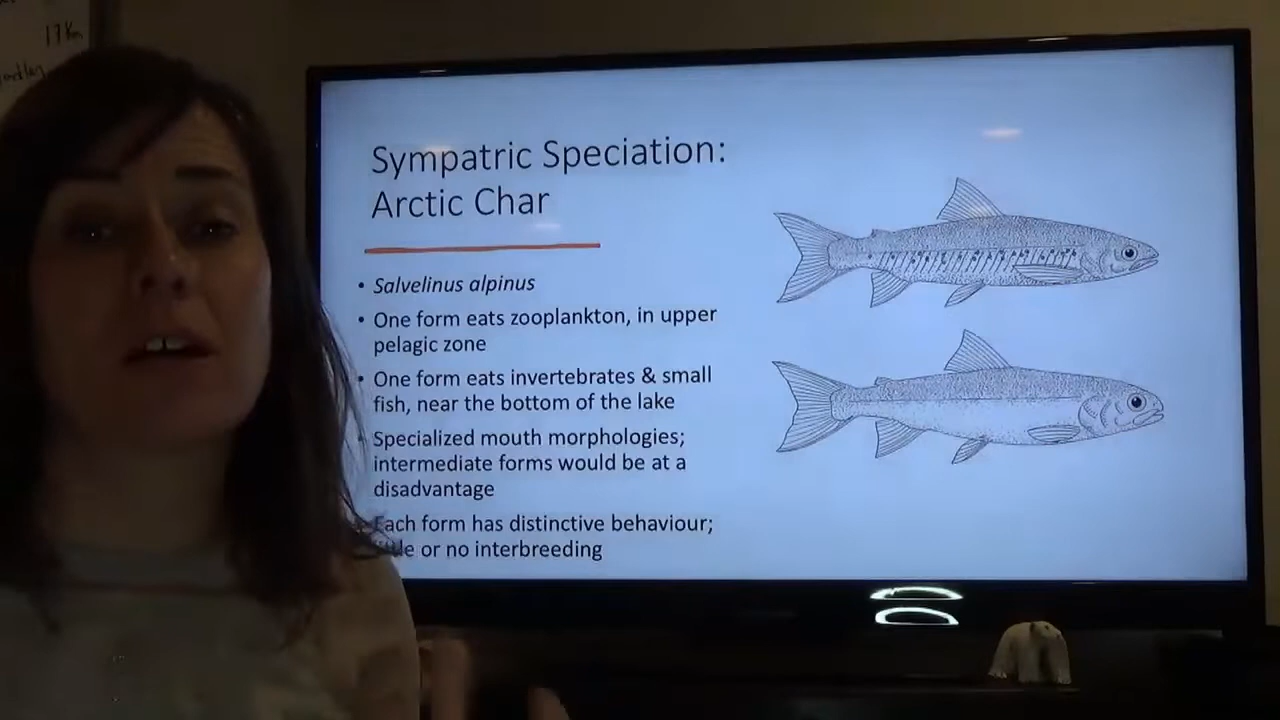 17Km
Sympatric Speciation:
Arctic Char
• Salvelinus alpinus
• One form eats zooplankton, in upper
pelagic zone
• One form eats invertebrates & small
fish, near the bottom of the lake
Specialized mouth morphologies;
intermediate forms would be at a
disadvantage
Each form has distinctive behaviour;
or no interbreeding